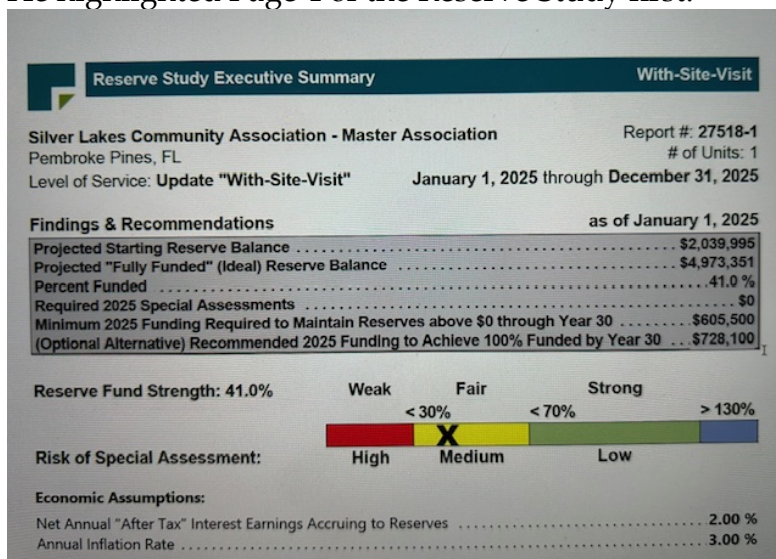 Reserve Study Executive Summary With-Site-Visit
Silver Lakes Community Association - Master Association Report #: 27518-1
Pembroke Pines, FL # of Units: 1
Level of Service: Update "With-Site-Visit" January 1, 2025 through December 31, 2025
Findings & Recommendations as of January 1, 2025
Projected Starting Reserve Balance $2,039,995
Projected "Fully Funded" (Ideal) Reserve Balance $4,973,351
Percent Funded 41.0 %
Required 2025 Special Assessments $0
Minimum 2025 Funding Required to Maintain Reserves above $0 through Year 30 $605,500
(Optional Alternative) Recommended 2025 Funding to Achieve 100% Funded by Year 30 $728,100
Reserve Fund Strength: 41.0% Weak Fair Strong
< 30% < 70% > 130%
X
Risk of Special Assessment: High Medium Low
Economic Assumptions:
Net Annual "After Tax" Interest Earnings Accruing to Reserves 2.00 %
Annual Inflation Rate 3.00 %